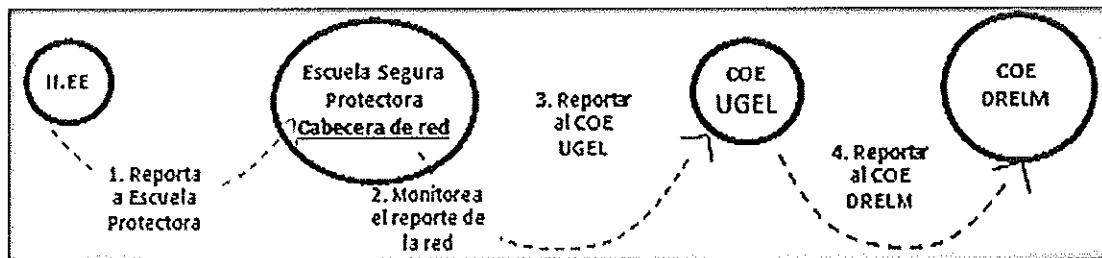 II.EE
1. Reporta
a Escuela
Protectora
Escuela Segura
Protectora
Cabecera de red
2. Monitorea
el reporte de
la red
3. Reportar
al COE
UGEL
COE
UGEL
4. Reportar
al COE
DRELM
COE
DRELM